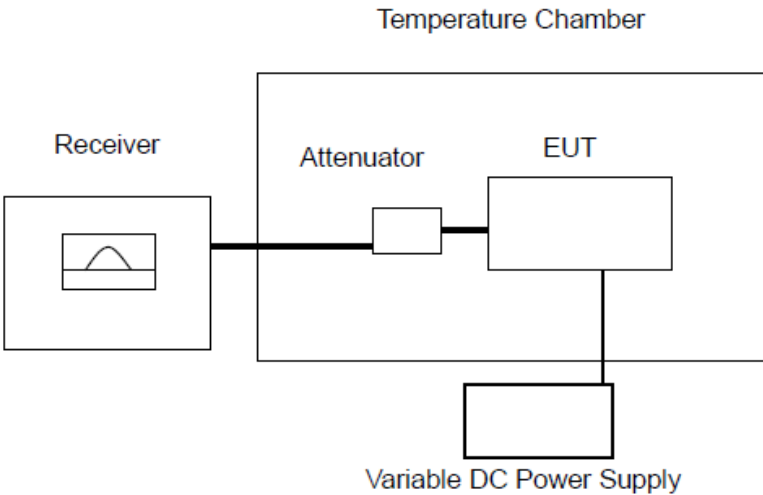 Temperature Chamber
Receiver
Attenuator
EUT
Variable DC Power Supply